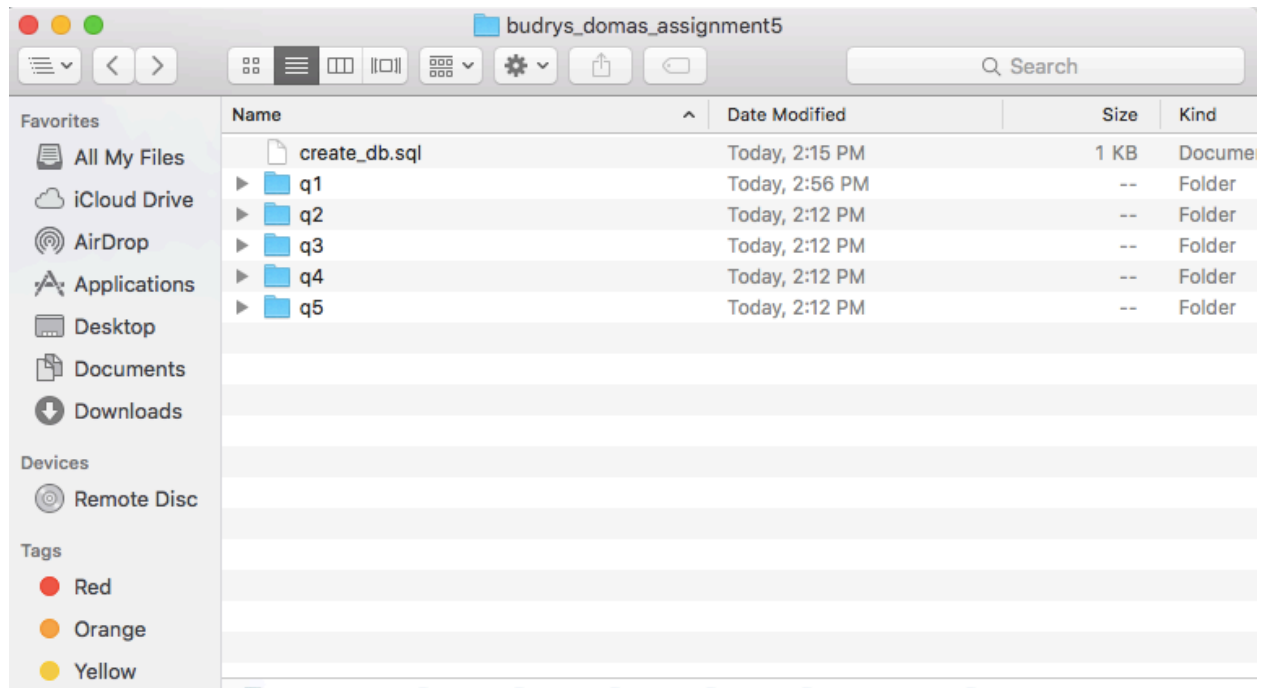 budrys_domas_assignment5
Search
Favorites
All My Files
iCloud Drive
AirDrop
Applications
Desktop
Documents
Downloads
Devices
Remote Disc
Tags
Red
Orange
Yellow
Name Date Modified Size Kind
create_db.sql Today, 2:15 PM 1 KB Docume
q1 Today, 2:56 PM -- Folder
q2 Today, 2:12 PM -- Folder
q3 Today, 2:12 PM -- Folder
q4 Today, 2:12 PM -- Folder
q5 Today, 2:12 PM -- Folder